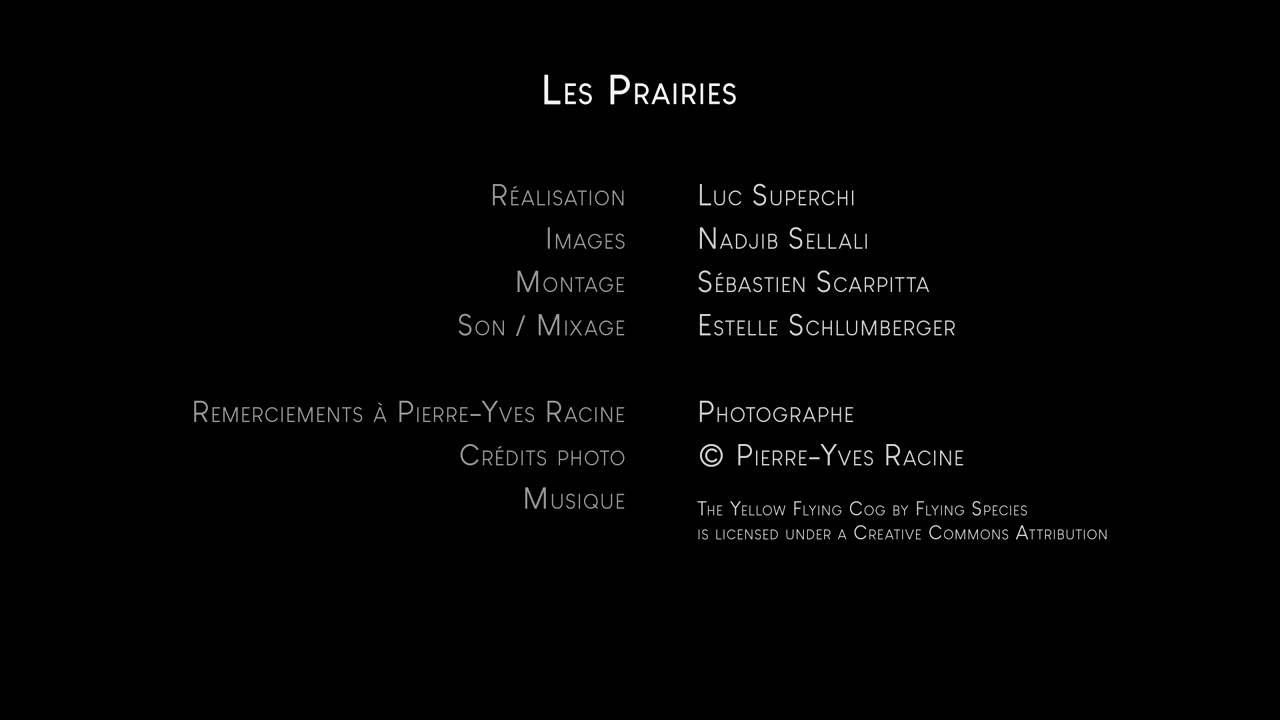 Les Prairies
Réalisation Luc Superchi
Images Nadjib Sellali
Montage Sébastien Scarpitta
Son / Mixage Estelle Schlumberger
Remerciements à Pierre-Yves Racine Photographe
Crédits photo © Pierre-Yves Racine
Musique The Yellow Flying Cog by Flying Species
is licensed under a Creative Commons Attribution